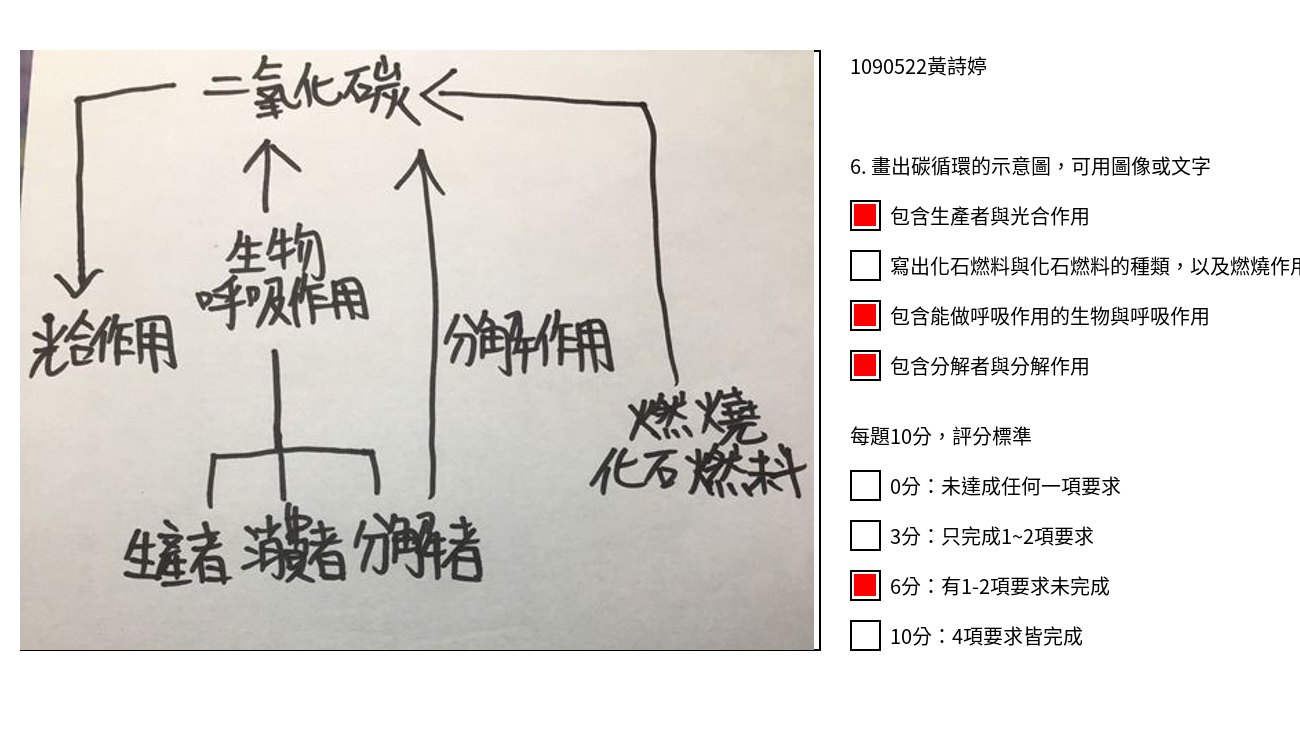 二氧化碳
生物
呼吸作用
光合作用
分解作用
燃燒
化石燃料
生產者 消費者 分解者
1090522黃詩婷
6. 畫出碳循環的示意圖，可用圖像或文字
包含生產者與光合作用
寫出化石燃料與化石燃料的種類，以及燃燒作用
包含能做呼吸作用的生物與呼吸作用
包含分解者與分解作用
每題10分，評分標準
0分：未達成任何一項要求
3分：只完成1~2項要求
6分：有1-2項要求未完成
10分：4項要求皆完成